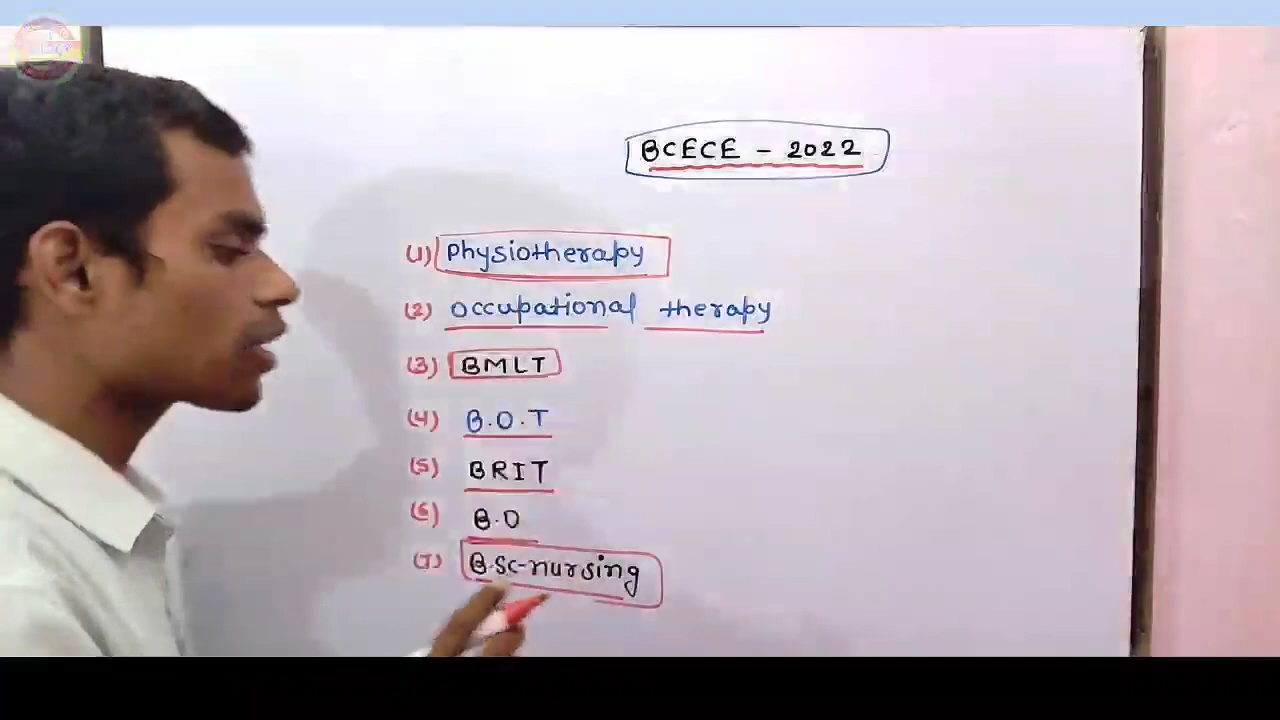 BCECE - 2022
(1) Physiotherapy
(2) Occupational therapy
(3) BMLT
(4) B.O.T
(5) BRIT
(6) B.O
(7) B.Sc-nursing